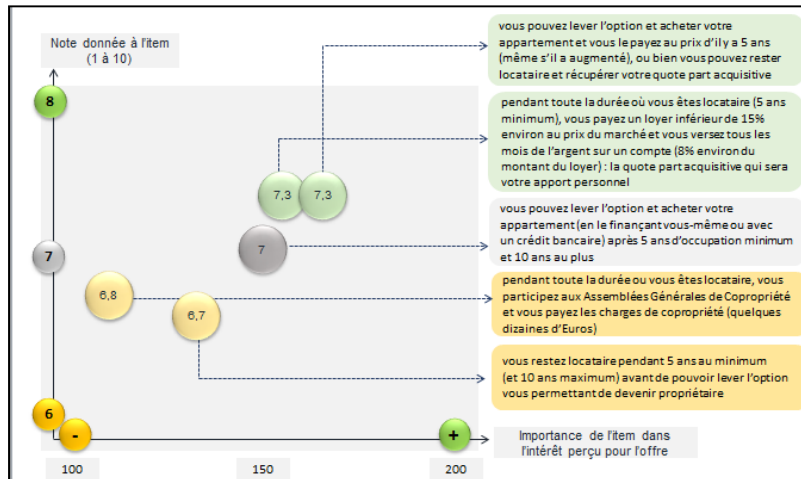 Note donnée à l'item
(1 à 10)
8
7
6
-
+
100
150
200
Importance de l'item dans
l'intérêt perçu pour l'offre
7,3
7,3
7
6,8
6,7
vous pouvez lever l'option et acheter votre
appartement et vous le payez au prix d'il y a 5 ans
(même s'il a augmenté), ou bien vous pouvez rester
locataire et récupérer votre quote part acquisitive
pendant toute la durée où vous êtes locataire (5 ans
minimum), vous payez un loyer inférieur de 15%
environ au prix du marché et vous versez tous les
mois de l'argent sur un compte (8% environ du
montant du loyer) : la quote part acquisitive qui sera
votre apport personnel
vous pouvez lever l'option et acheter votre
appartement (en le finançant vous-même ou avec
un crédit bancaire) après 5 ans d'occupation minimum
et 10 ans au plus
pendant toute la durée ou vous êtes locataire, vous
participez aux Assemblées Générales de Copropriété
et vous payez les charges de copropriété (quelques
dizaines d'Euros)
vous restez locataire pendant 5 ans au minimum
(et 10 ans maximum) avant de pouvoir lever l'option
vous permettant de devenir propriétaire